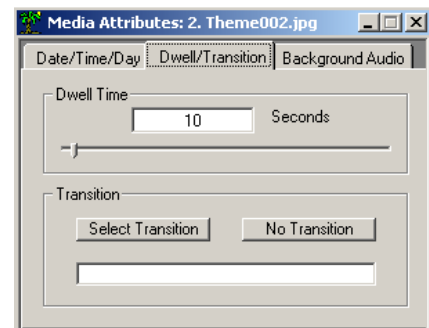 Media Attributes: 2. Theme002.jpg
Date/Time/Day Dwell/Transition Background Audio
Dwell Time
10 Seconds
Transition
Select Transition No Transition